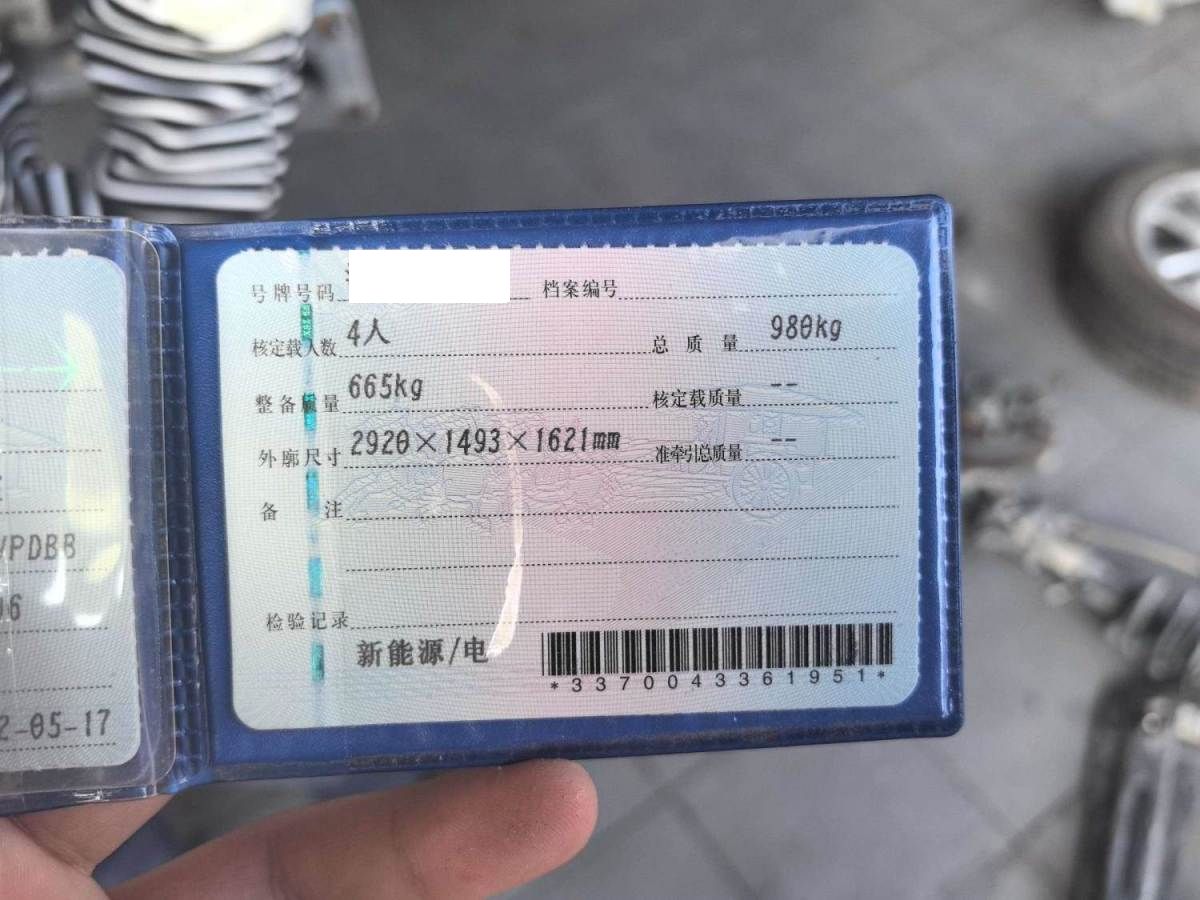 号牌号码 档案编号
核定载人数 4人 总质量 980kg
整备质量 665kg 核定载质量 --
外廓尺寸 2920×1493×1621mm 准牵引总质量 --
备注
检验记录
新能源/电
*3370043361951*
VPDBB
06
2-05-17